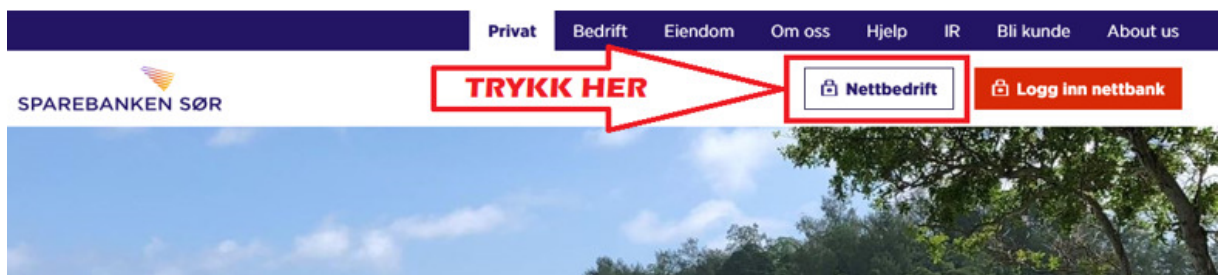 Privat Bedrift Eiendom Om oss Hjelp IR Bli kunde About us
SPAREBANKEN SØR
TRYKK HER
Nettbedrift
Logg inn nettbank